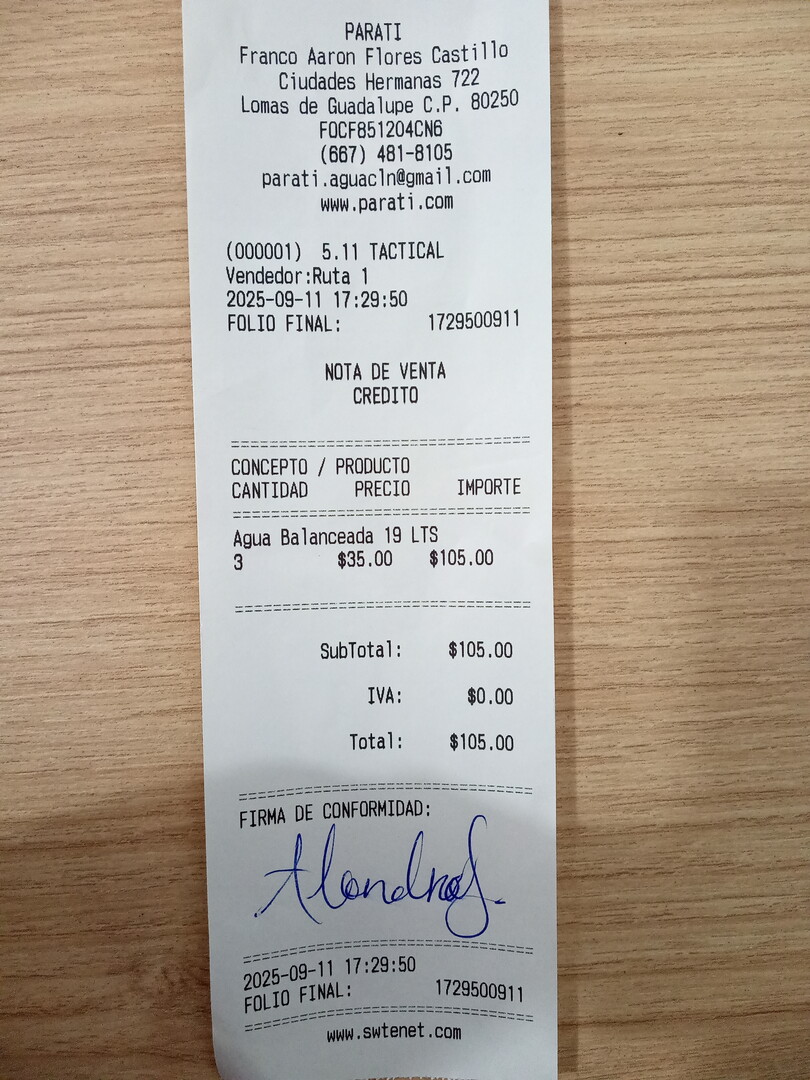 PARATI
Franco Aaron Flores Castillo
Ciudades Hermanas 722
Lomas de Guadalupe C.P. 80250
FOCF851204CN6
(667) 481-8105
parati.aguacln@gmail.com
www.parati.com
(000001) 5.11 TACTICAL
Vendedor:Ruta 1
2025-09-11 17:29:50
FOLIO FINAL: 1729500911
NOTA DE VENTA
CREDITO
==============================
CONCEPTO / PRODUCTO
CANTIDAD PRECIO IMPORTE
==============================
Agua Balanceada 19 LTS
3 $35.00 $105.00
==============================
SubTotal: $105.00
IVA: $0.00
Total: $105.00
==============================
FIRMA DE CONFORMIDAD:
==============================
2025-09-11 17:29:50
FOLIO FINAL: 1729500911
==============================
www.swtenet.com